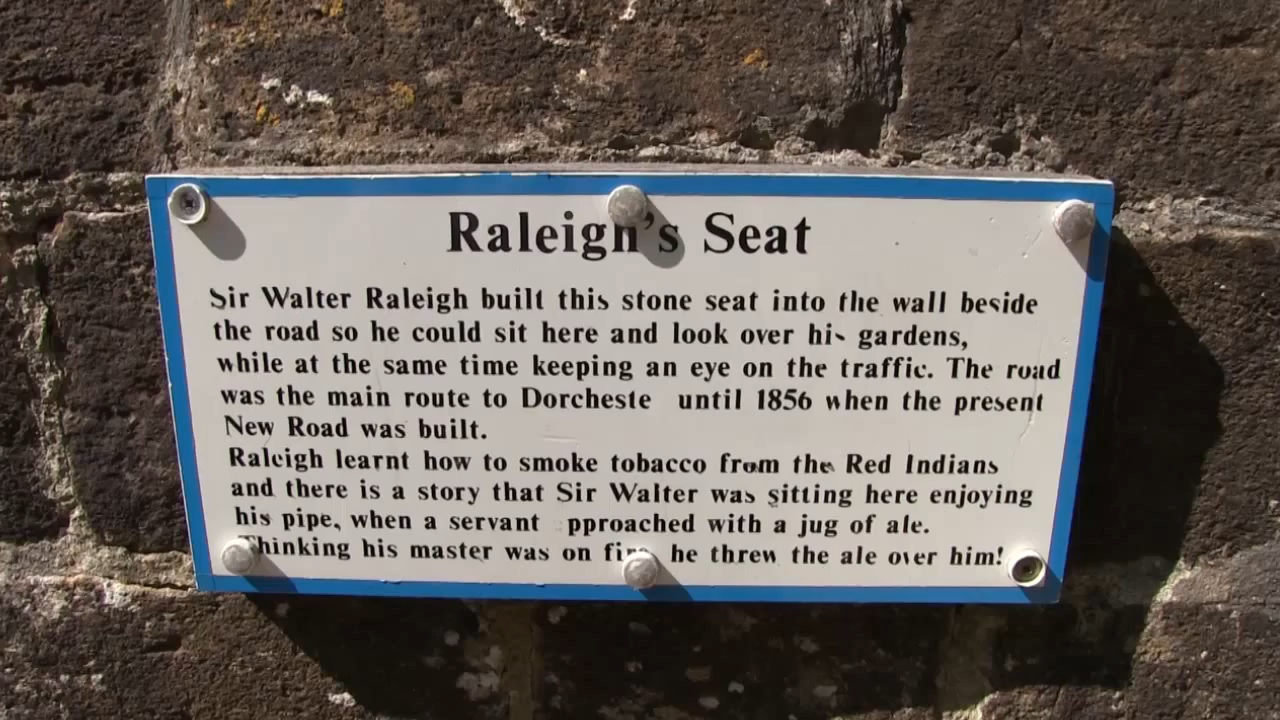 Raleigh's Seat
Sir Walter Raleigh built this stone seat into the wall beside
the road so he could sit here and look over his gardens,
while at the same time keeping an eye on the traffic. The road
was the main route to Dorcheste until 1856 when the present
New Road was built.
Raleigh learnt how to smoke tobacco from the Red Indians
and there is a story that Sir Walter was sitting here enjoying
his pipe, when a servant pproached with a jug of ale.
Thinking his master was on fire he threw the ale over him!